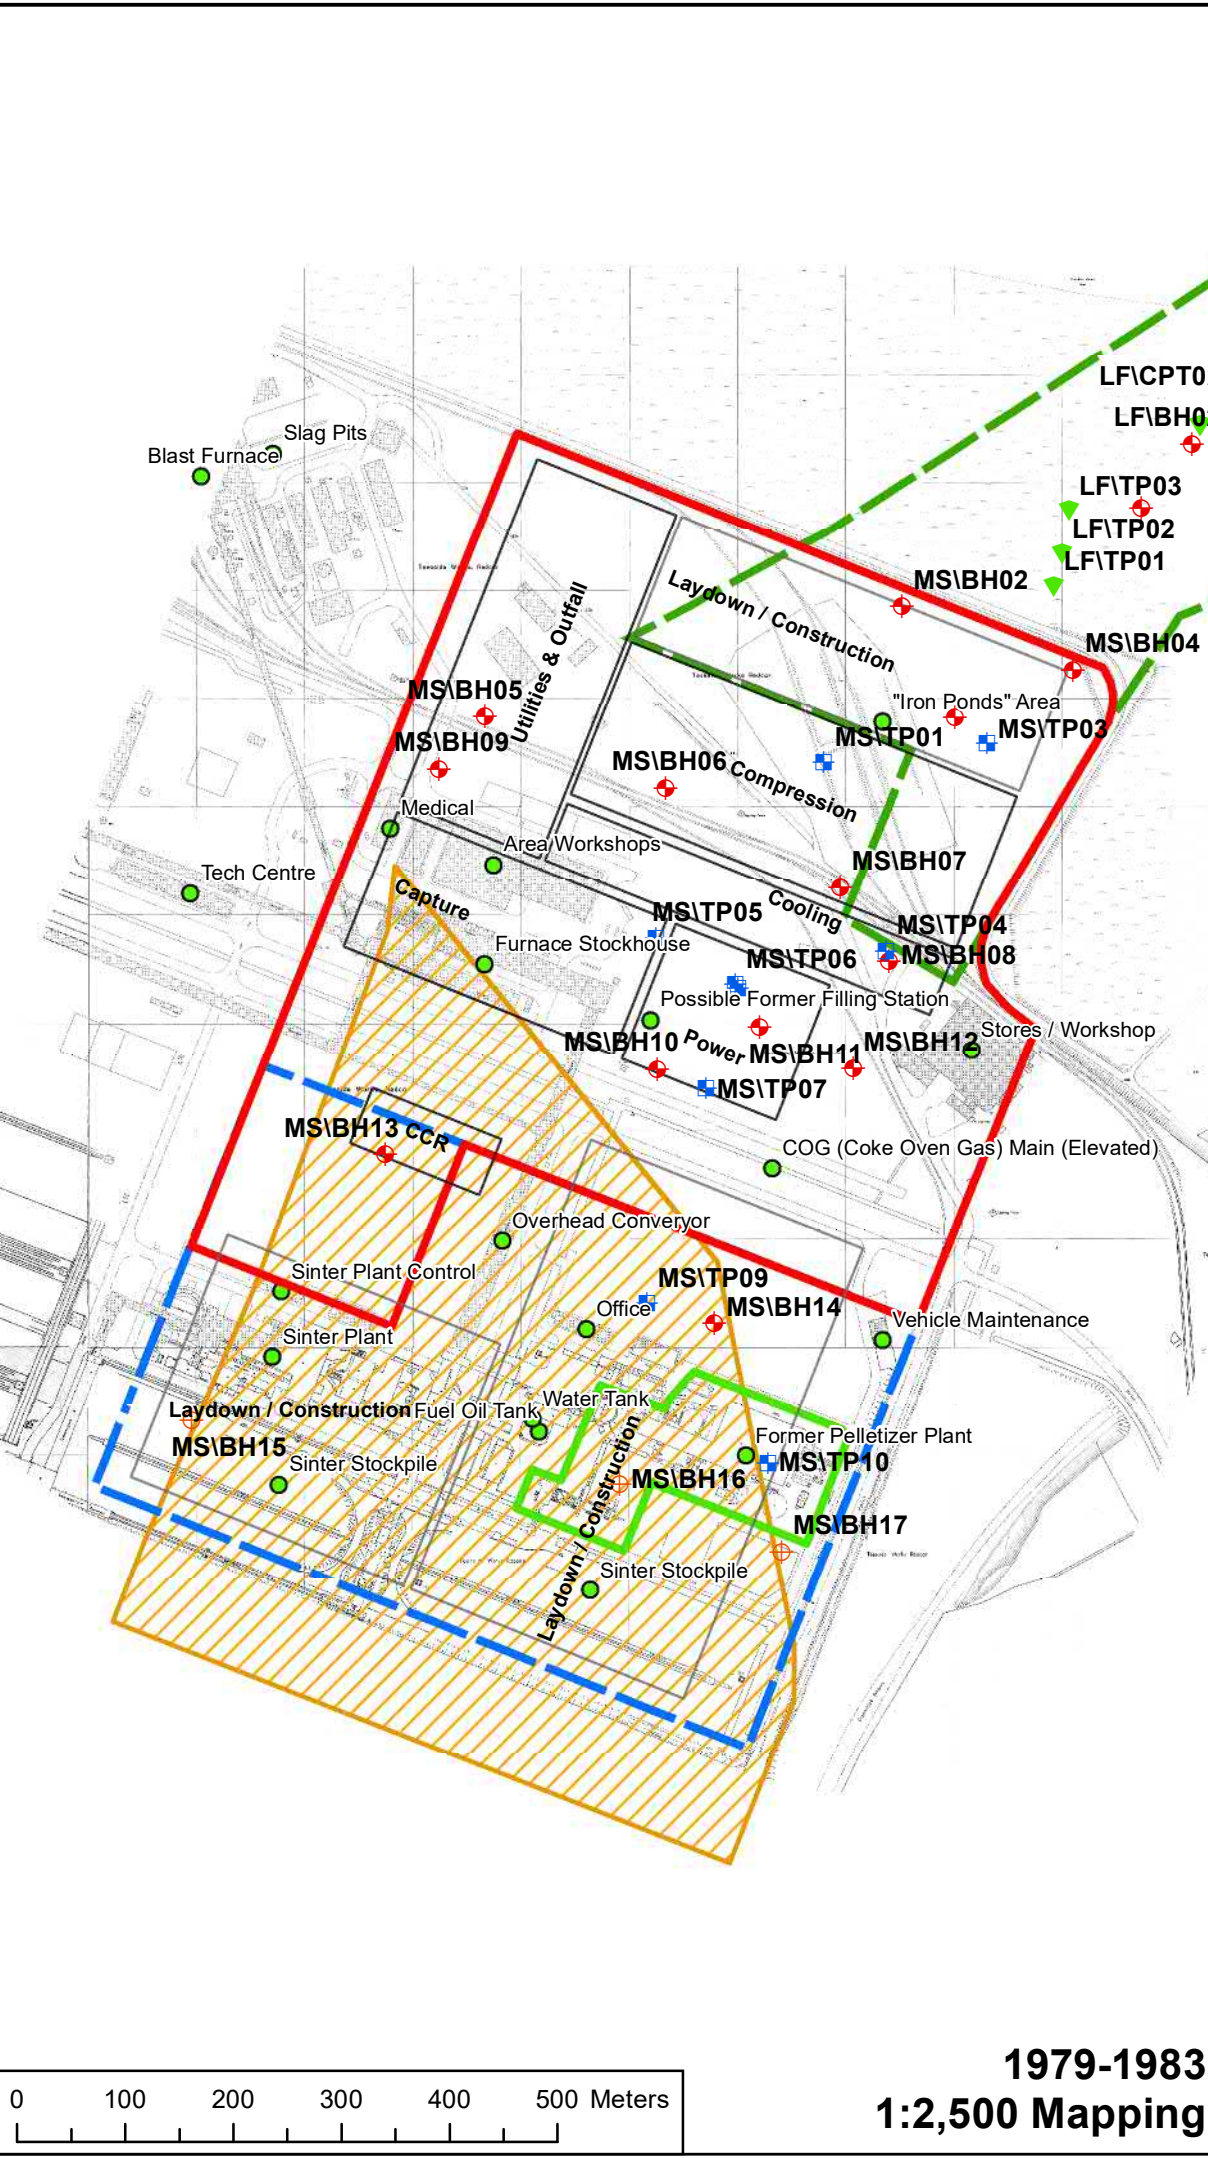 LF\CPT0
LF\BH0
Slag Pits
Blast Furnace
LF\TP03
LF\TP02
LF\TP01
MS\BH02
Laydown / Construction
Utilities & Outfall
MS\BH04
MS\BH05
"Iron Ponds" Area
MS\TP03
MS\TP01
MS\BH09
MS\BH06
Compression
Medical
Area Workshops
MS\BH07
Tech Centre
Capture
Cooling
MS\TP05
MS\TP04
Furnace Stockhouse
MS\BH08
MS\TP06
Possible Former Filling Station
Stores / Workshop
MS\BH10
Power
MS\BH11
MS\BH12
MS\TP07
MS\BH13
CCR
COG (Coke Oven Gas) Main (Elevated)
Overhead Converyor
Sinter Plant Control
MS\TP09
Office
MS\BH14
Vehicle Maintenance
Sinter Plant
Water Tank
Laydown / Construction
Fuel Oil Tank
Former Pelletizer Plant
MS\BH15
Sinter Stockpile
MS\TP10
MS\BH16
Laydown / Construction
MS\BH17
Sinter Stockpile
1979-1983
1:2,500 Mapping
0 100 200 300 400 500 Meters